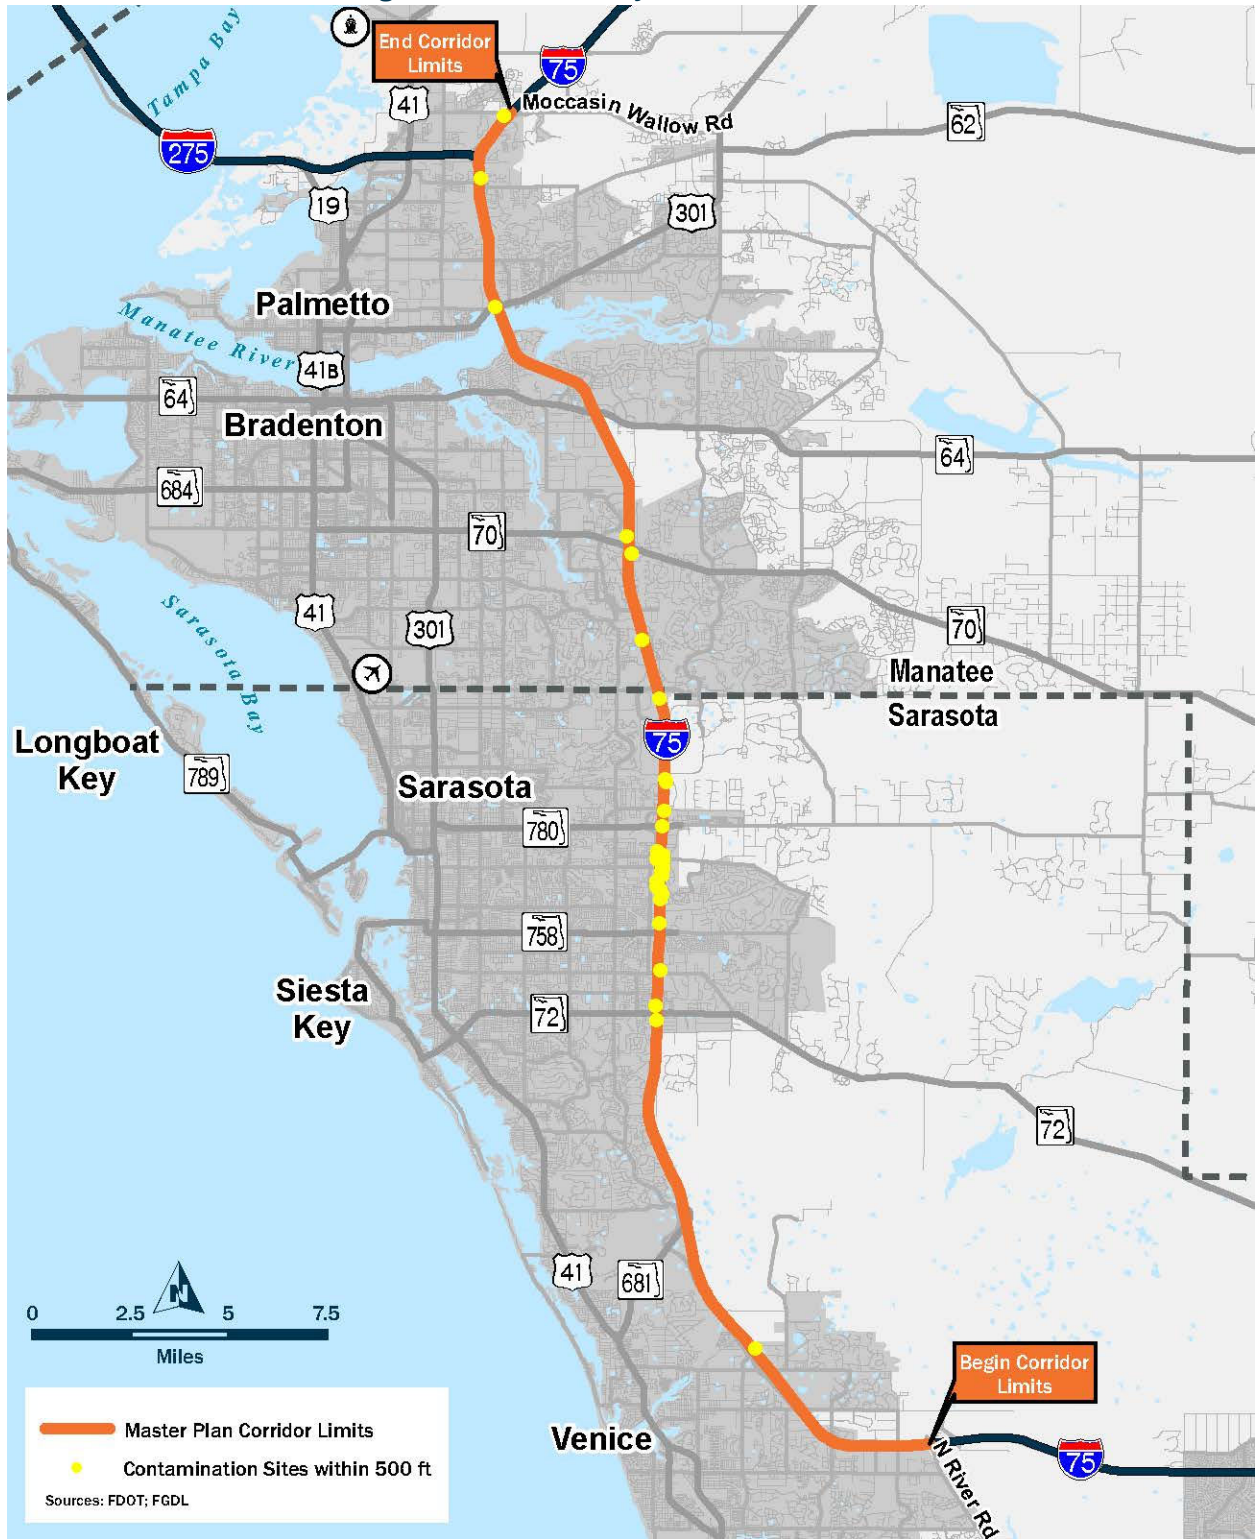 End Corridor
Limits
75
Tampa Bay
41
Moccasin Wallow Rd
62
275
19
301
Palmetto
Manatee River
41B
64
Bradenton
64
684
70
41
301
70
Sarasota Bay
Manatee
Sarasota
75
Longboat
Key
789
Sarasota
780
758
Siesta
Key
72
72
N
0 2.5 5 7.5
Miles
41
681
Begin Corridor
Limits
Master Plan Corridor Limits
Contamination Sites within 500 ft
Sources: FDOT; FGDL
Venice
75
N River Rd